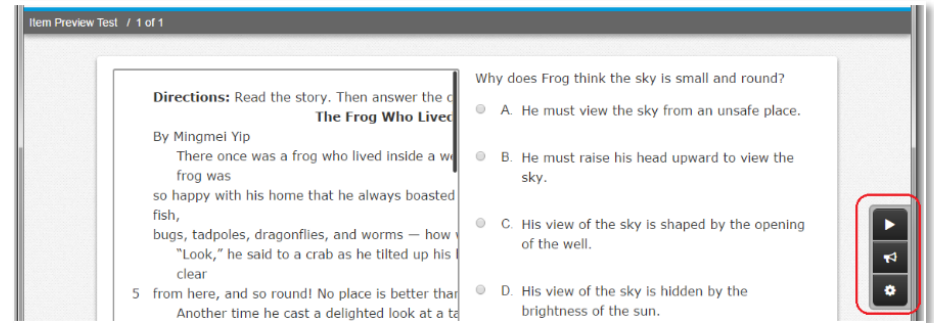 Item Preview Test / 1 of 1
Directions: Read the story. Then answer the
The Frog Who Lived
By Mingmei Yip
There once was a frog who lived inside a
frog was
so happy with his home that he always boasted
fish,
bugs, tadpoles, dragonflies, and worms — how
"Look," he said to a crab as he tilted up his
clear
5 from here, and so round! No place is better than
Another time he cast a delighted look at a
Why does Frog think the sky is small and round?
A. He must view the sky from an unsafe place.
B. He must raise his head upward to view the
sky.
C. His view of the sky is shaped by the opening
of the well.
D. His view of the sky is hidden by the
brightness of the sun.